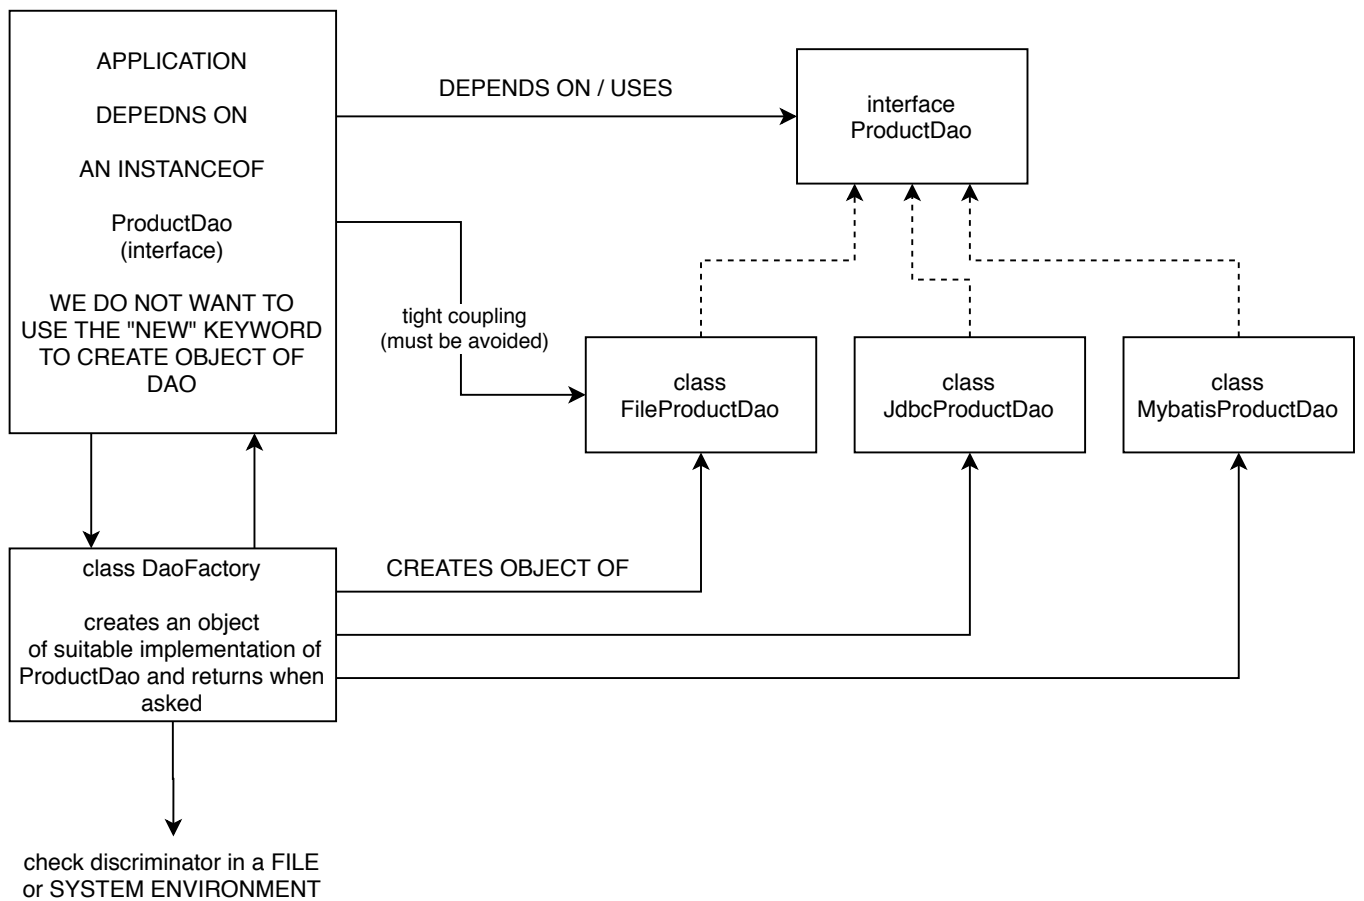 APPLICATION
DEPEDNS ON
AN INSTANCEOF
ProductDao
(interface)
WE DO NOT WANT TO
USE THE "NEW" KEYWORD
TO CREATE OBJECT OF
DAO
DEPENDS ON / USES
interface
ProductDao
tight coupling
(must be avoided)
class
FileProductDao
class
JdbcProductDao
class
MybatisProductDao
class DaoFactory
creates an object
of suitable implementation of
ProductDao and returns when
asked
CREATES OBJECT OF
check discriminator in a FILE
or SYSTEM ENVIRONMENT